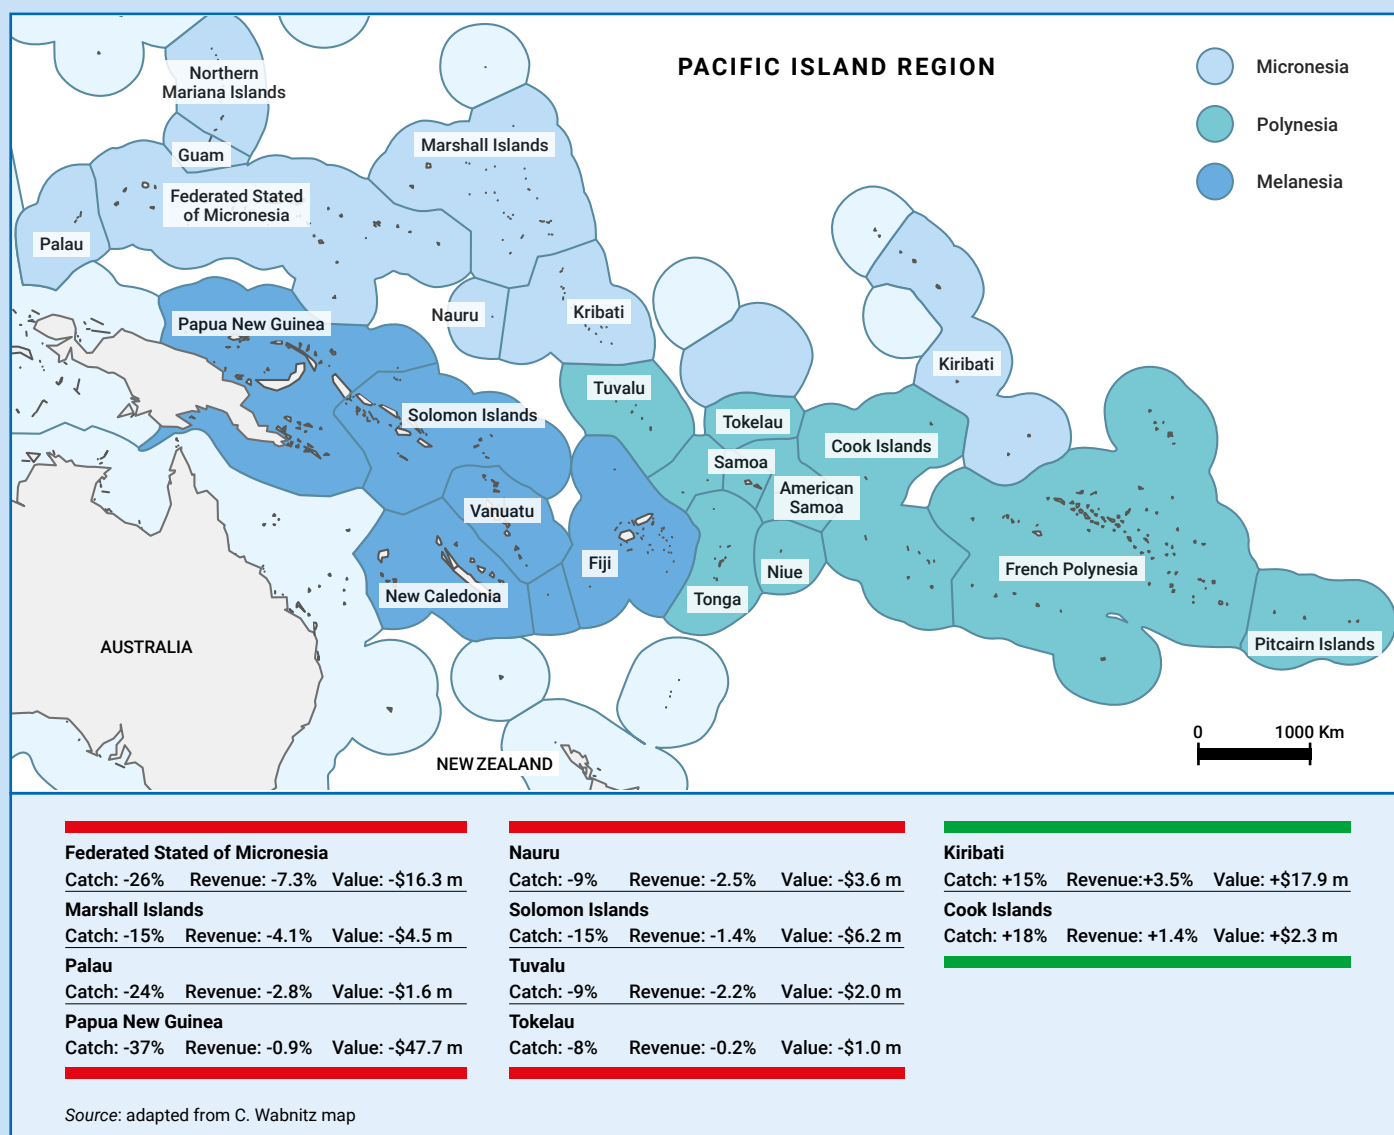 PACIFIC ISLAND REGION
Micronesia
Polynesia
Melanesia
Northern
Mariana Islands
Guam
Marshall Islands
Federated Stated
of Micronesia
Palau
Nauru
Kribati
Papua New Guinea
Kiribati
Tuvalu
Solomon Islands
Tokelau
Cook Islands
Samoa
American
Samoa
Vanuatu
Fiji
Niue
French Polynesia
New Caledonia
Tonga
AUSTRALIA
Pitcairn Islands
NEW ZEALAND
0 1000 Km
Federated Stated of Micronesia
Catch: -26% Revenue: -7.3% Value: -$16.3 m
Marshall Islands
Catch: -15% Revenue: -4.1% Value: -$4.5 m
Palau
Catch: -24% Revenue: -2.8% Value: -$1.6 m
Papua New Guinea
Catch: -37% Revenue: -0.9% Value: -$47.7 m
Nauru
Catch: -9% Revenue: -2.5% Value: -$3.6 m
Solomon Islands
Catch: -15% Revenue: -1.4% Value: -$6.2 m
Tuvalu
Catch: -9% Revenue: -2.2% Value: -$2.0 m
Tokelau
Catch: -8% Revenue: -0.2% Value: -$1.0 m
Kiribati
Catch: +15% Revenue:+3.5% Value: +$17.9 m
Cook Islands
Catch: +18% Revenue: +1.4% Value: +$2.3 m
Source: adapted from C. Wabnitz map